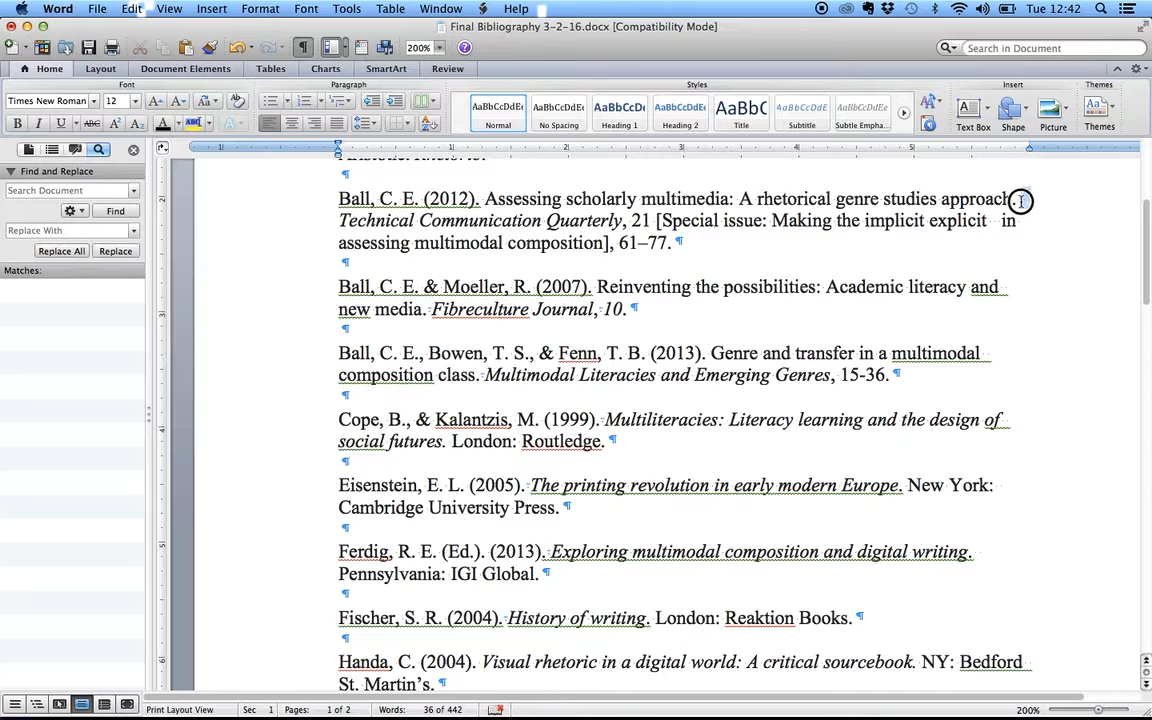 Word File Edit View Insert Format Font Tools Table Window Help Tue 12:42
Final Bibliography 3-2-16.docx [Compatibility Mode]
200% Search in Document
Home Layout Document Elements Tables Charts SmartArt Review
Font Paragraph Styles Insert Themes
Times New Roman 12 A A Aa AaBbCcDdEe AaBbCcDdEe AaBbCcDc AaBbCcDdEe AaBbC AaBbCcDdE AaBbCcDdEe
B I U ABC A2 A2 A ABC A Normal No Spacing Heading 1 Heading 2 Title Subtitle Subtle Empha... Text Box Shape Picture Themes
Find and Replace
Search Document
Find
Replace With
Replace All Replace
Matches:
Aristotle. Rhetoric.
¶
Ball, C. E. (2012). Assessing scholarly multimedia: A rhetorical genre studies approach.
Technical Communication Quarterly, 21 [Special issue: Making the implicit explicit in
assessing multimodal composition], 61–77. ¶
¶
Ball, C. E. & Moeller, R. (2007). Reinventing the possibilities: Academic literacy and
new media. Fibreculture Journal, 10. ¶
¶
Ball, C. E., Bowen, T. S., & Fenn, T. B. (2013). Genre and transfer in a multimodal
composition class. Multimodal Literacies and Emerging Genres, 15-36. ¶
¶
Cope, B., & Kalantzis, M. (1999). Multiliteracies: Literacy learning and the design of
social futures. London: Routledge. ¶
¶
Eisenstein, E. L. (2005). The printing revolution in early modern Europe. New York:
Cambridge University Press. ¶
¶
Ferdig, R. E. (Ed.). (2013). Exploring multimodal composition and digital writing.
Pennsylvania: IGI Global. ¶
¶
Fischer, S. R. (2004). History of writing. London: Reaktion Books. ¶
¶
Handa, C. (2004). Visual rhetoric in a digital world: A critical sourcebook. NY: Bedford
St. Martin's. ¶
Print Layout View Sec 1 Pages: 1 of 2 Words: 36 of 442 200%